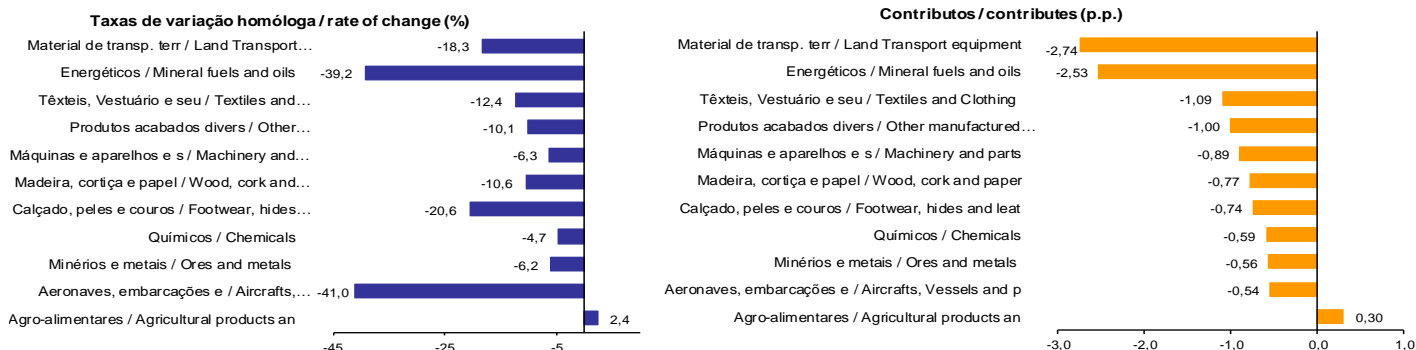 Taxas de variação homóloga / rate of change (%)
Material de transp. terr / Land Transport… -18,3
Energéticos / Mineral fuels and oils -39,2
Têxteis, Vestuário e seu / Textiles and… -12,4
Produtos acabados divers / Other… -10,1
Máquinas e aparelhos e s / Machinery and… -6,3
Madeira, cortiça e papel / Wood, cork and… -10,6
Calçado, peles e couros / Footwear, hides… -20,6
Químicos / Chemicals -4,7
Minérios e metais / Ores and metals -6,2
Aeronaves, embarcações e / Aircrafts,… -41,0
Agro-alimentares / Agricultural products an 2,4
-45 -25 -5
Contributos / contributes (p.p.)
Material de transp. terr / Land Transport equipment -2,74
Energéticos / Mineral fuels and oils -2,53
Têxteis, Vestuário e seu / Textiles and Clothing -1,09
Produtos acabados divers / Other manufactured… -1,00
Máquinas e aparelhos e s / Machinery and parts -0,89
Madeira, cortiça e papel / Wood, cork and paper -0,77
Calçado, peles e couros / Footwear, hides and leat -0,74
Químicos / Chemicals -0,59
Minérios e metais / Ores and metals -0,56
Aeronaves, embarcações e / Aircrafts, Vessels and p -0,54
Agro-alimentares / Agricultural products an 0,30
-3,0 -2,0 -1,0 0,0 1,0